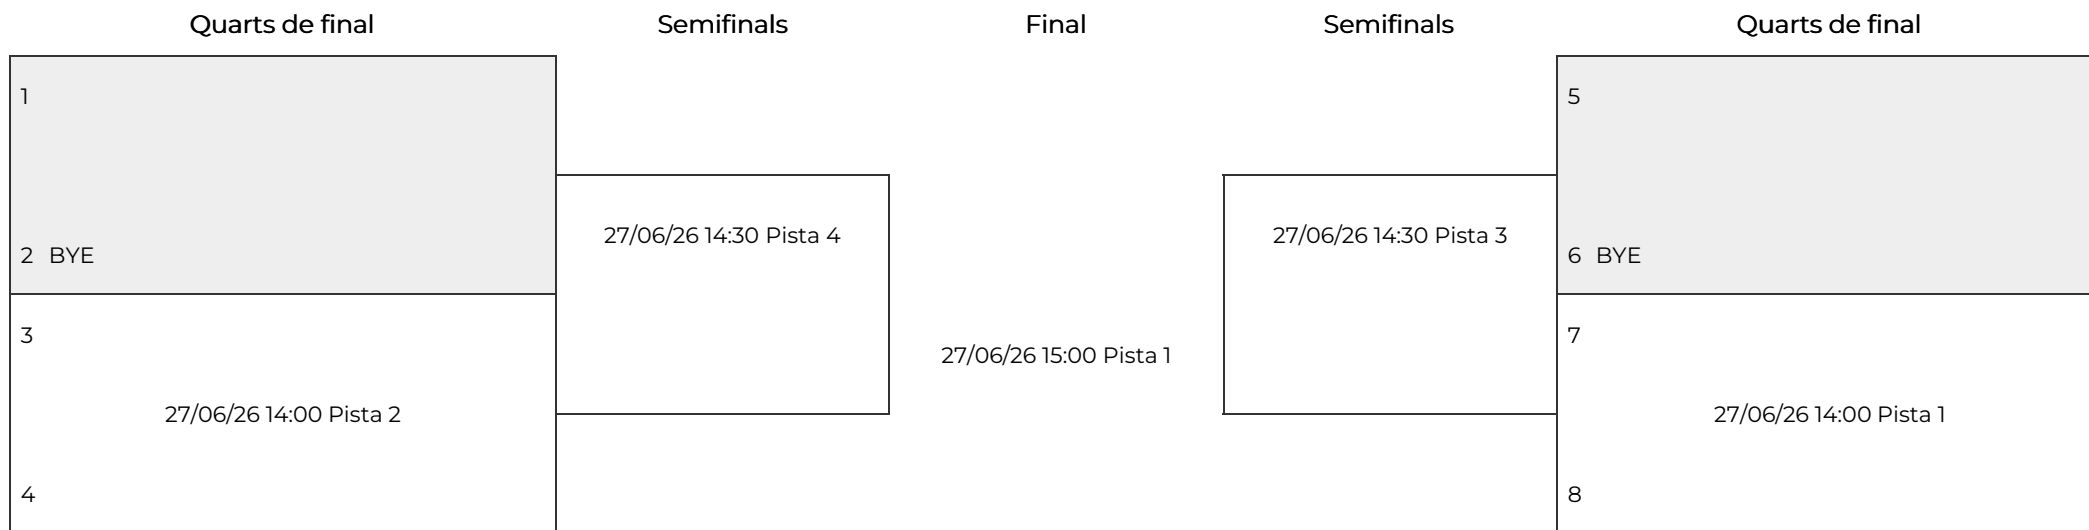 Quarts de final
Semifinals
Final
Semifinals
Quarts de final
1
5
27/06/26 14:30 Pista 4
27/06/26 14:30 Pista 3
2 BYE
6 BYE
3
7
27/06/26 15:00 Pista 1
27/06/26 14:00 Pista 2
27/06/26 14:00 Pista 1
4
8